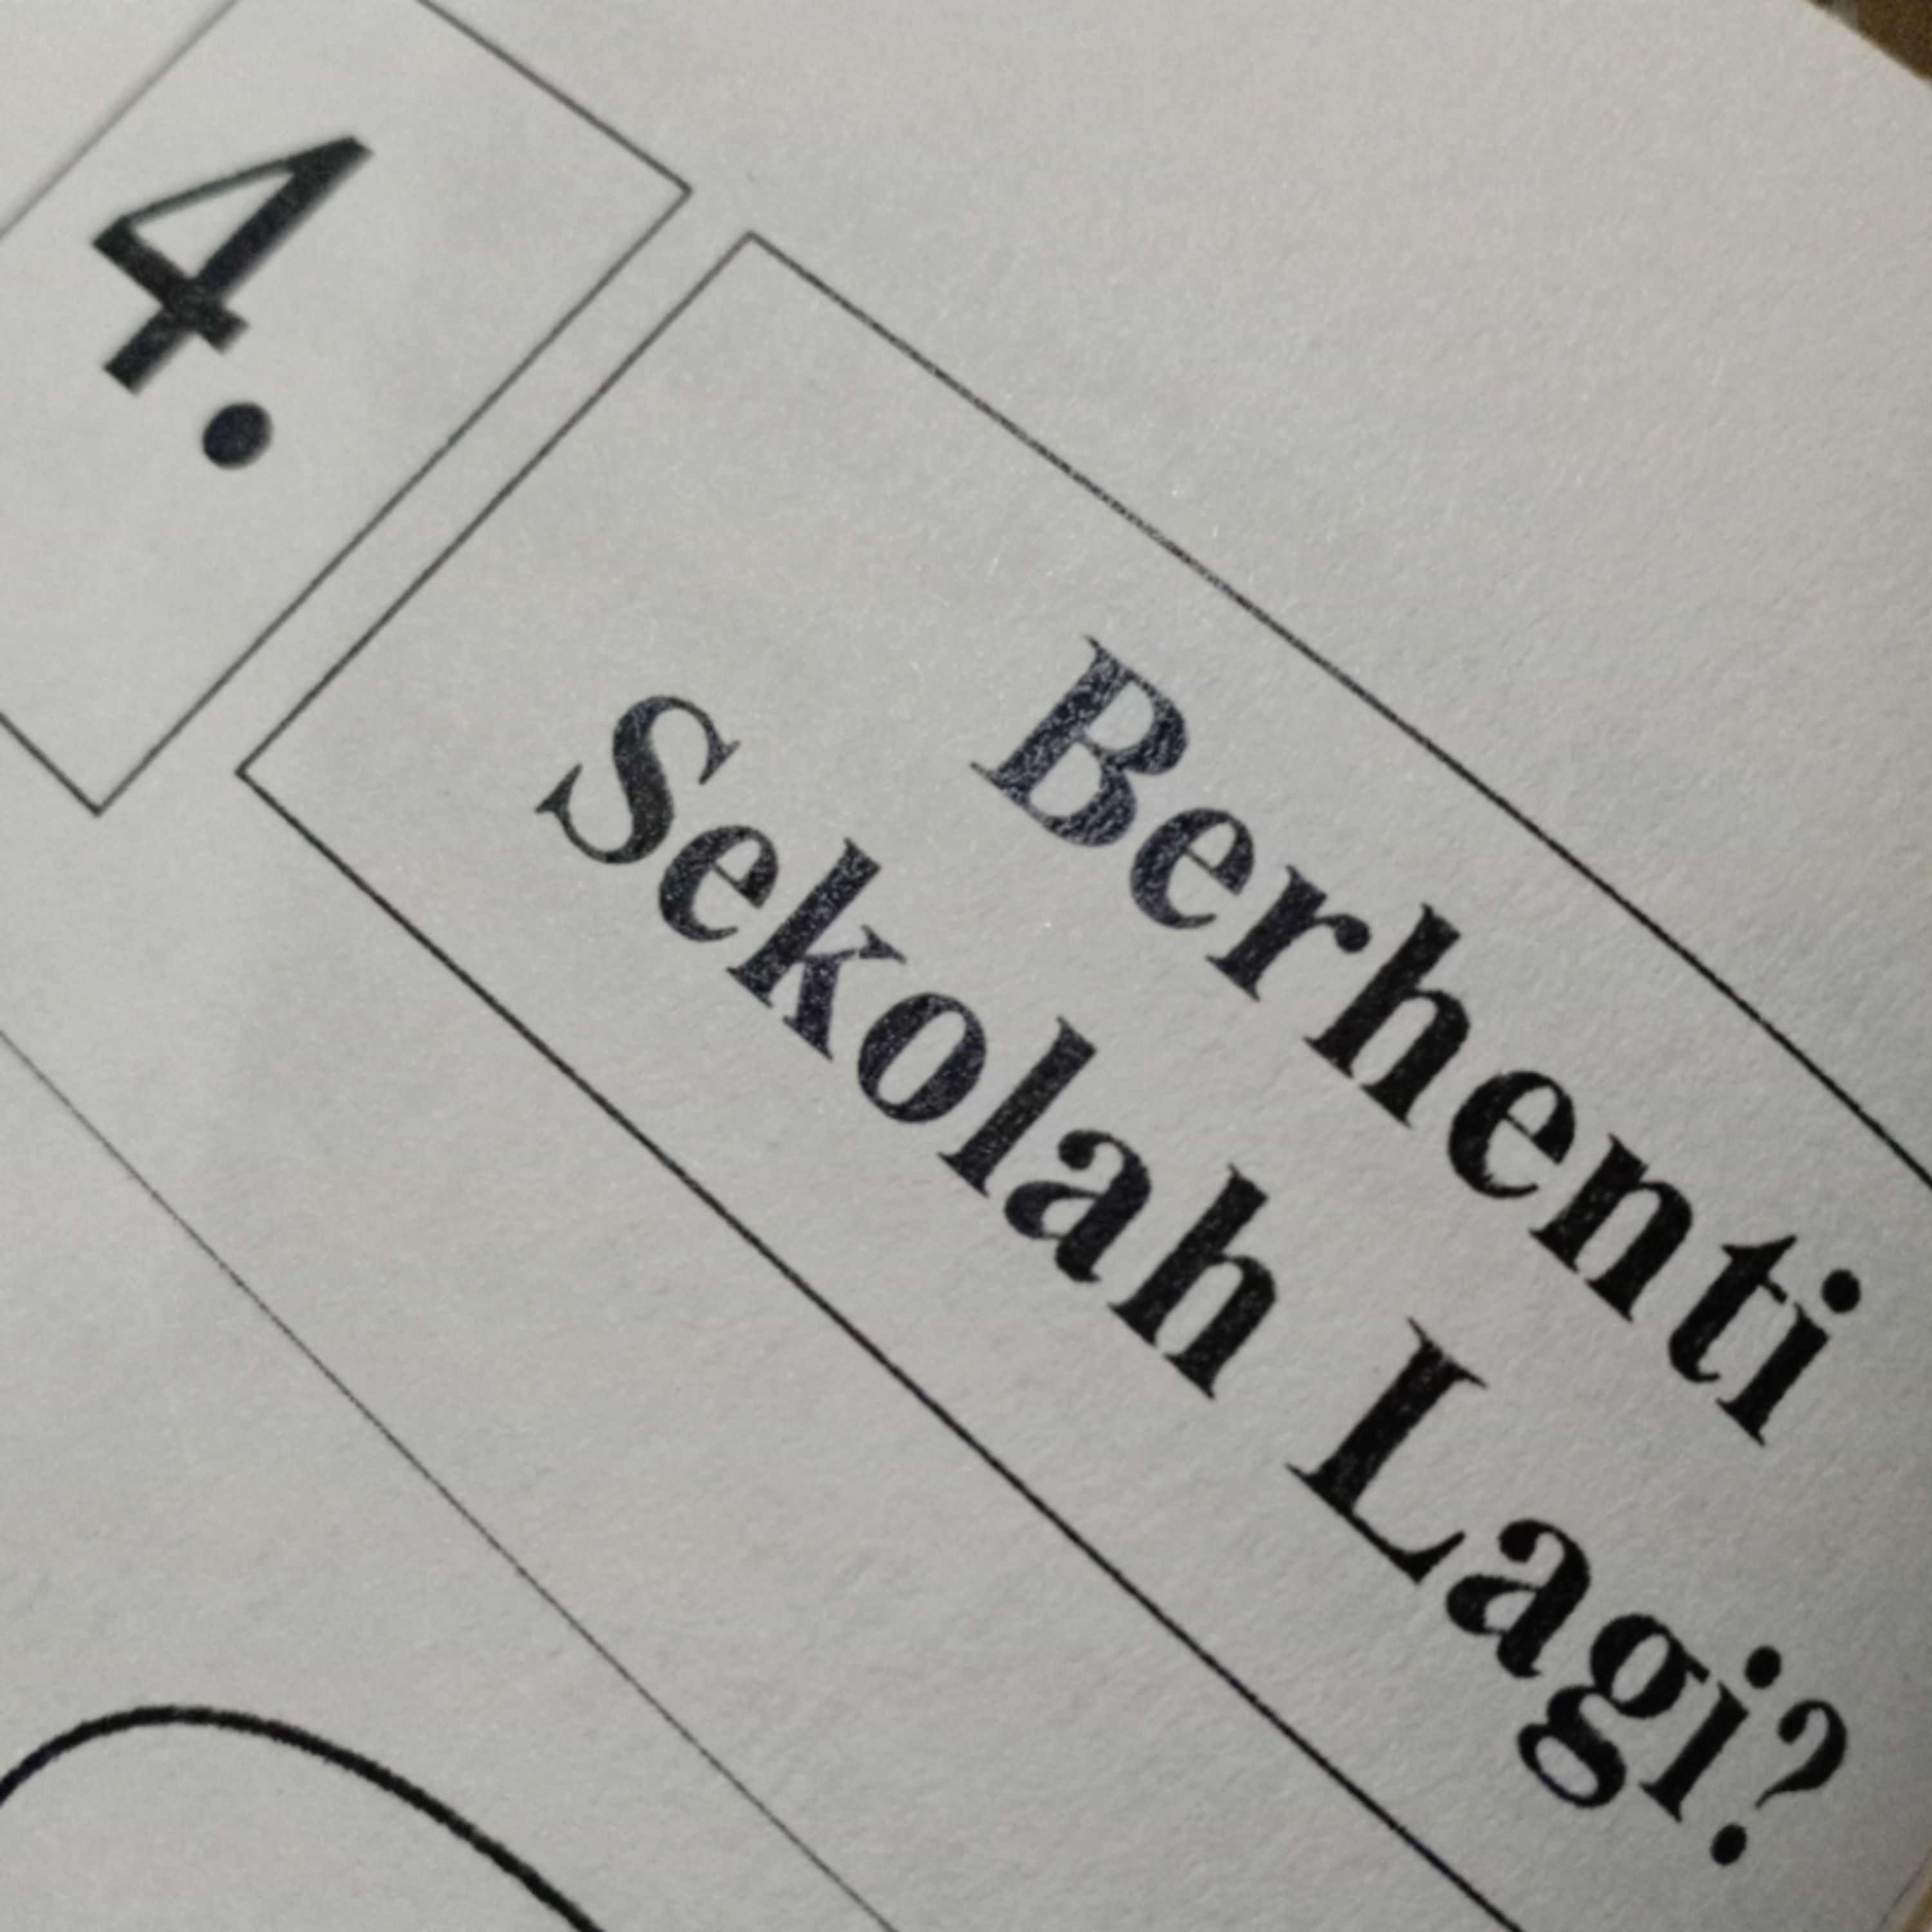 4.
Berhenti
Sekolah Lagi?